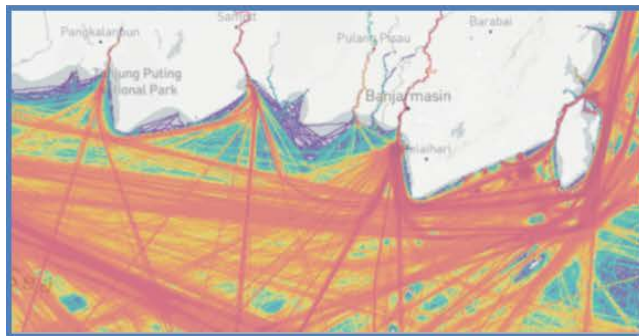 Sampit
Barabai
Pangkalanbun
Pulang Pisau
Tanjung Puting
National Park
Banjarmasin
Pelaihari